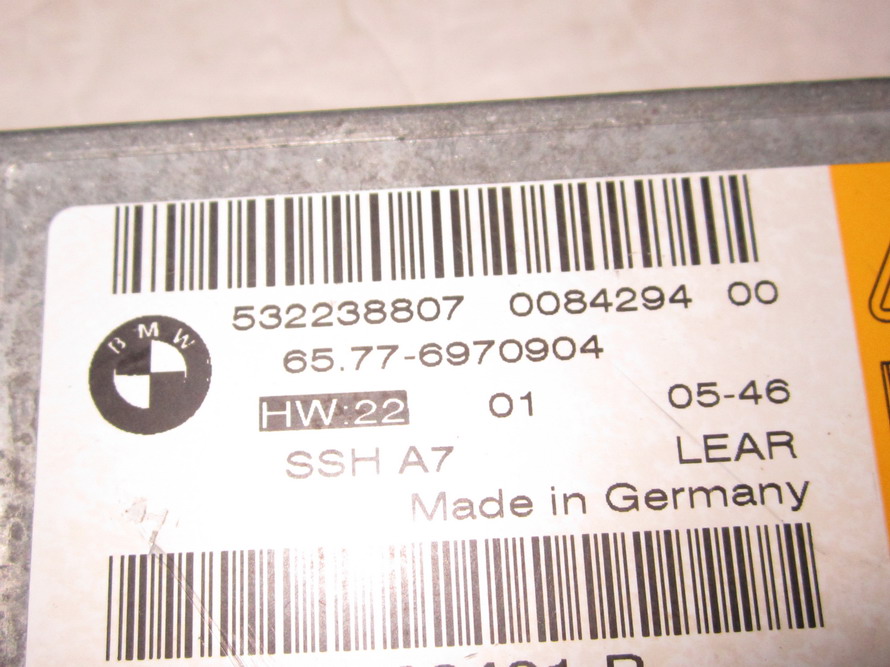 532238807 0084294 00
65.77-6970904
BMW
HW:22 01 05-46
SSH A7 LEAR
Made in Germany